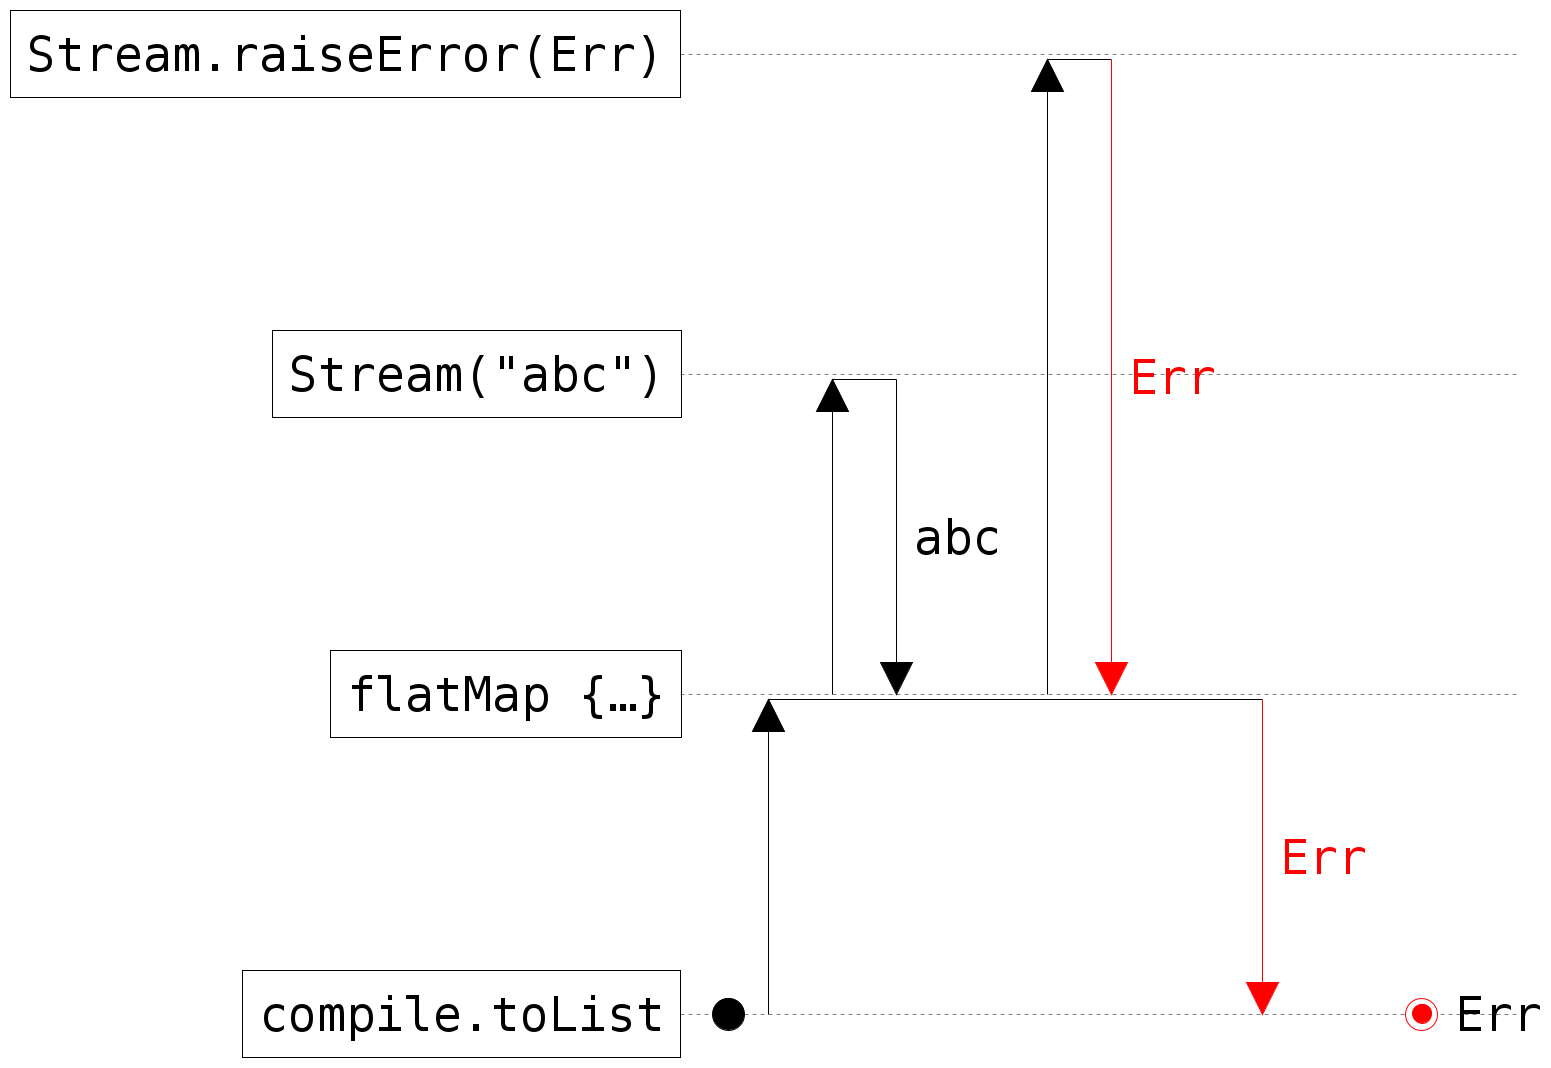 Stream.raiseError(Err)
Stream("abc")
Err
abc
flatMap {…}
Err
compile.toList
Err